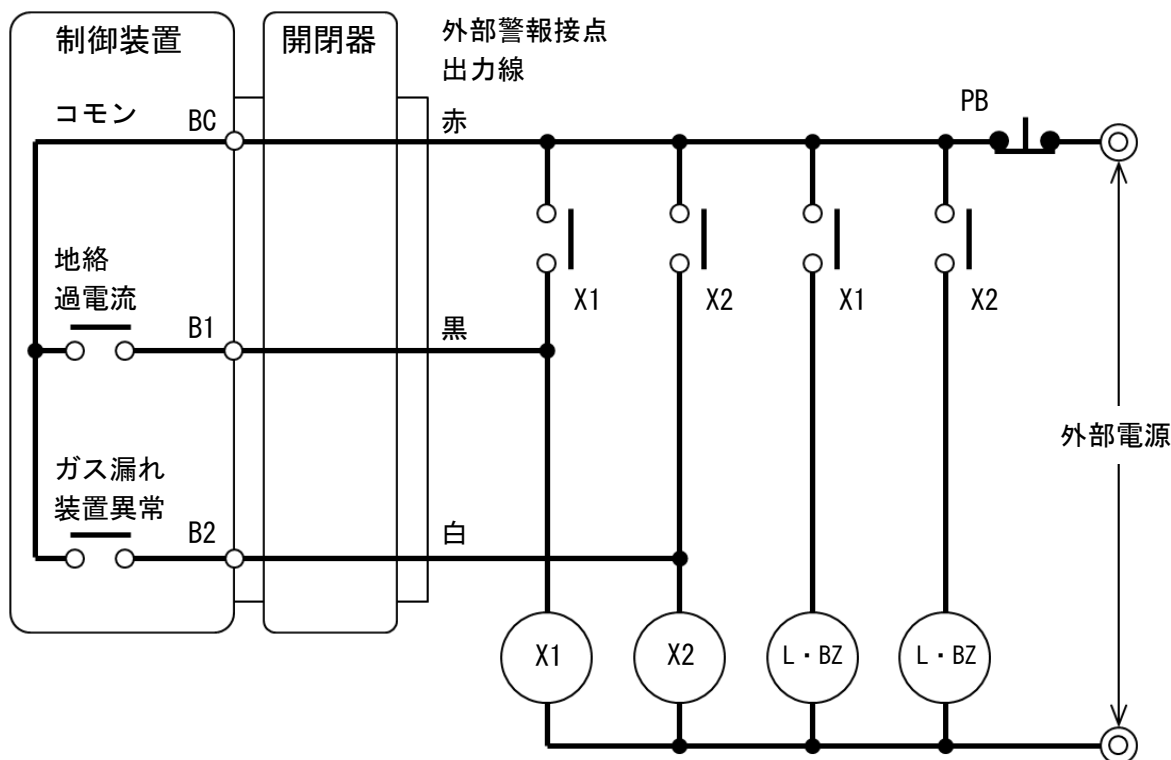 制御装置
開閉器
外部警報接点
出力線
コモン
BC
赤
PB
地絡
過電流
B1
黒
X1
X2
X1
X2
外部電源
ガス漏れ
装置異常
B2
白
X1
X2
L・BZ
L・BZ